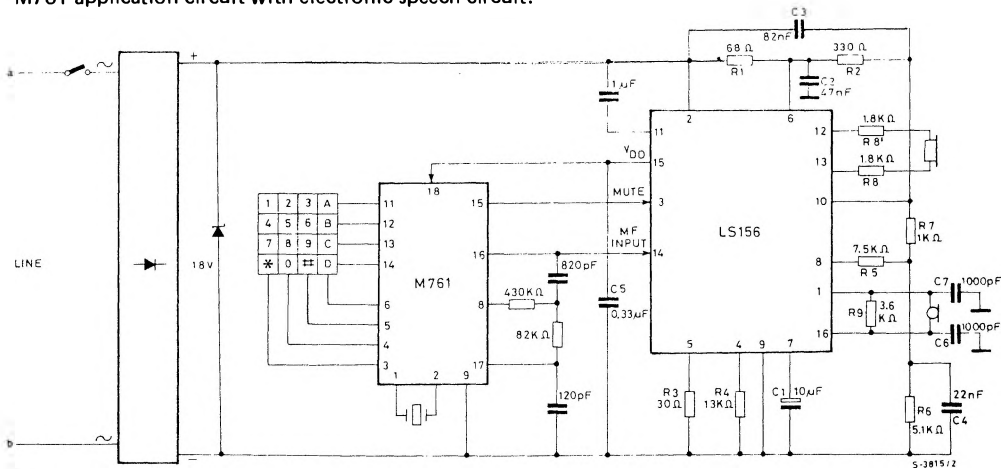 M761 application circuit with electronic speech circuit.
C3
82nF
68 Ω
R1
330 Ω
R2
C2
47nF
a
+
1 µF
2
6
11
12
1.8KΩ
R8'
13
1.8KΩ
R8
VDD
15
18
MUTE
3
10
LS156
R7
1KΩ
MF
INPUT
14
8
7.5KΩ
R5
1 2 3 A
4 5 6 B
7 8 9 C
* 0 # D
11
12
13
14
15
16
M761
820pF
LINE
18V
430KΩ
8
C5
0,33µF
1
C7
1000pF
R9
3.6
KΩ
16
1000pF
C6
6
5
4
3
82KΩ
17
1
2
9
120pF
5
4
9
7
R3
30Ω
R4
13KΩ
C1
10µF
R6
5.1KΩ
22nF
C4
b
−
S-3815/2